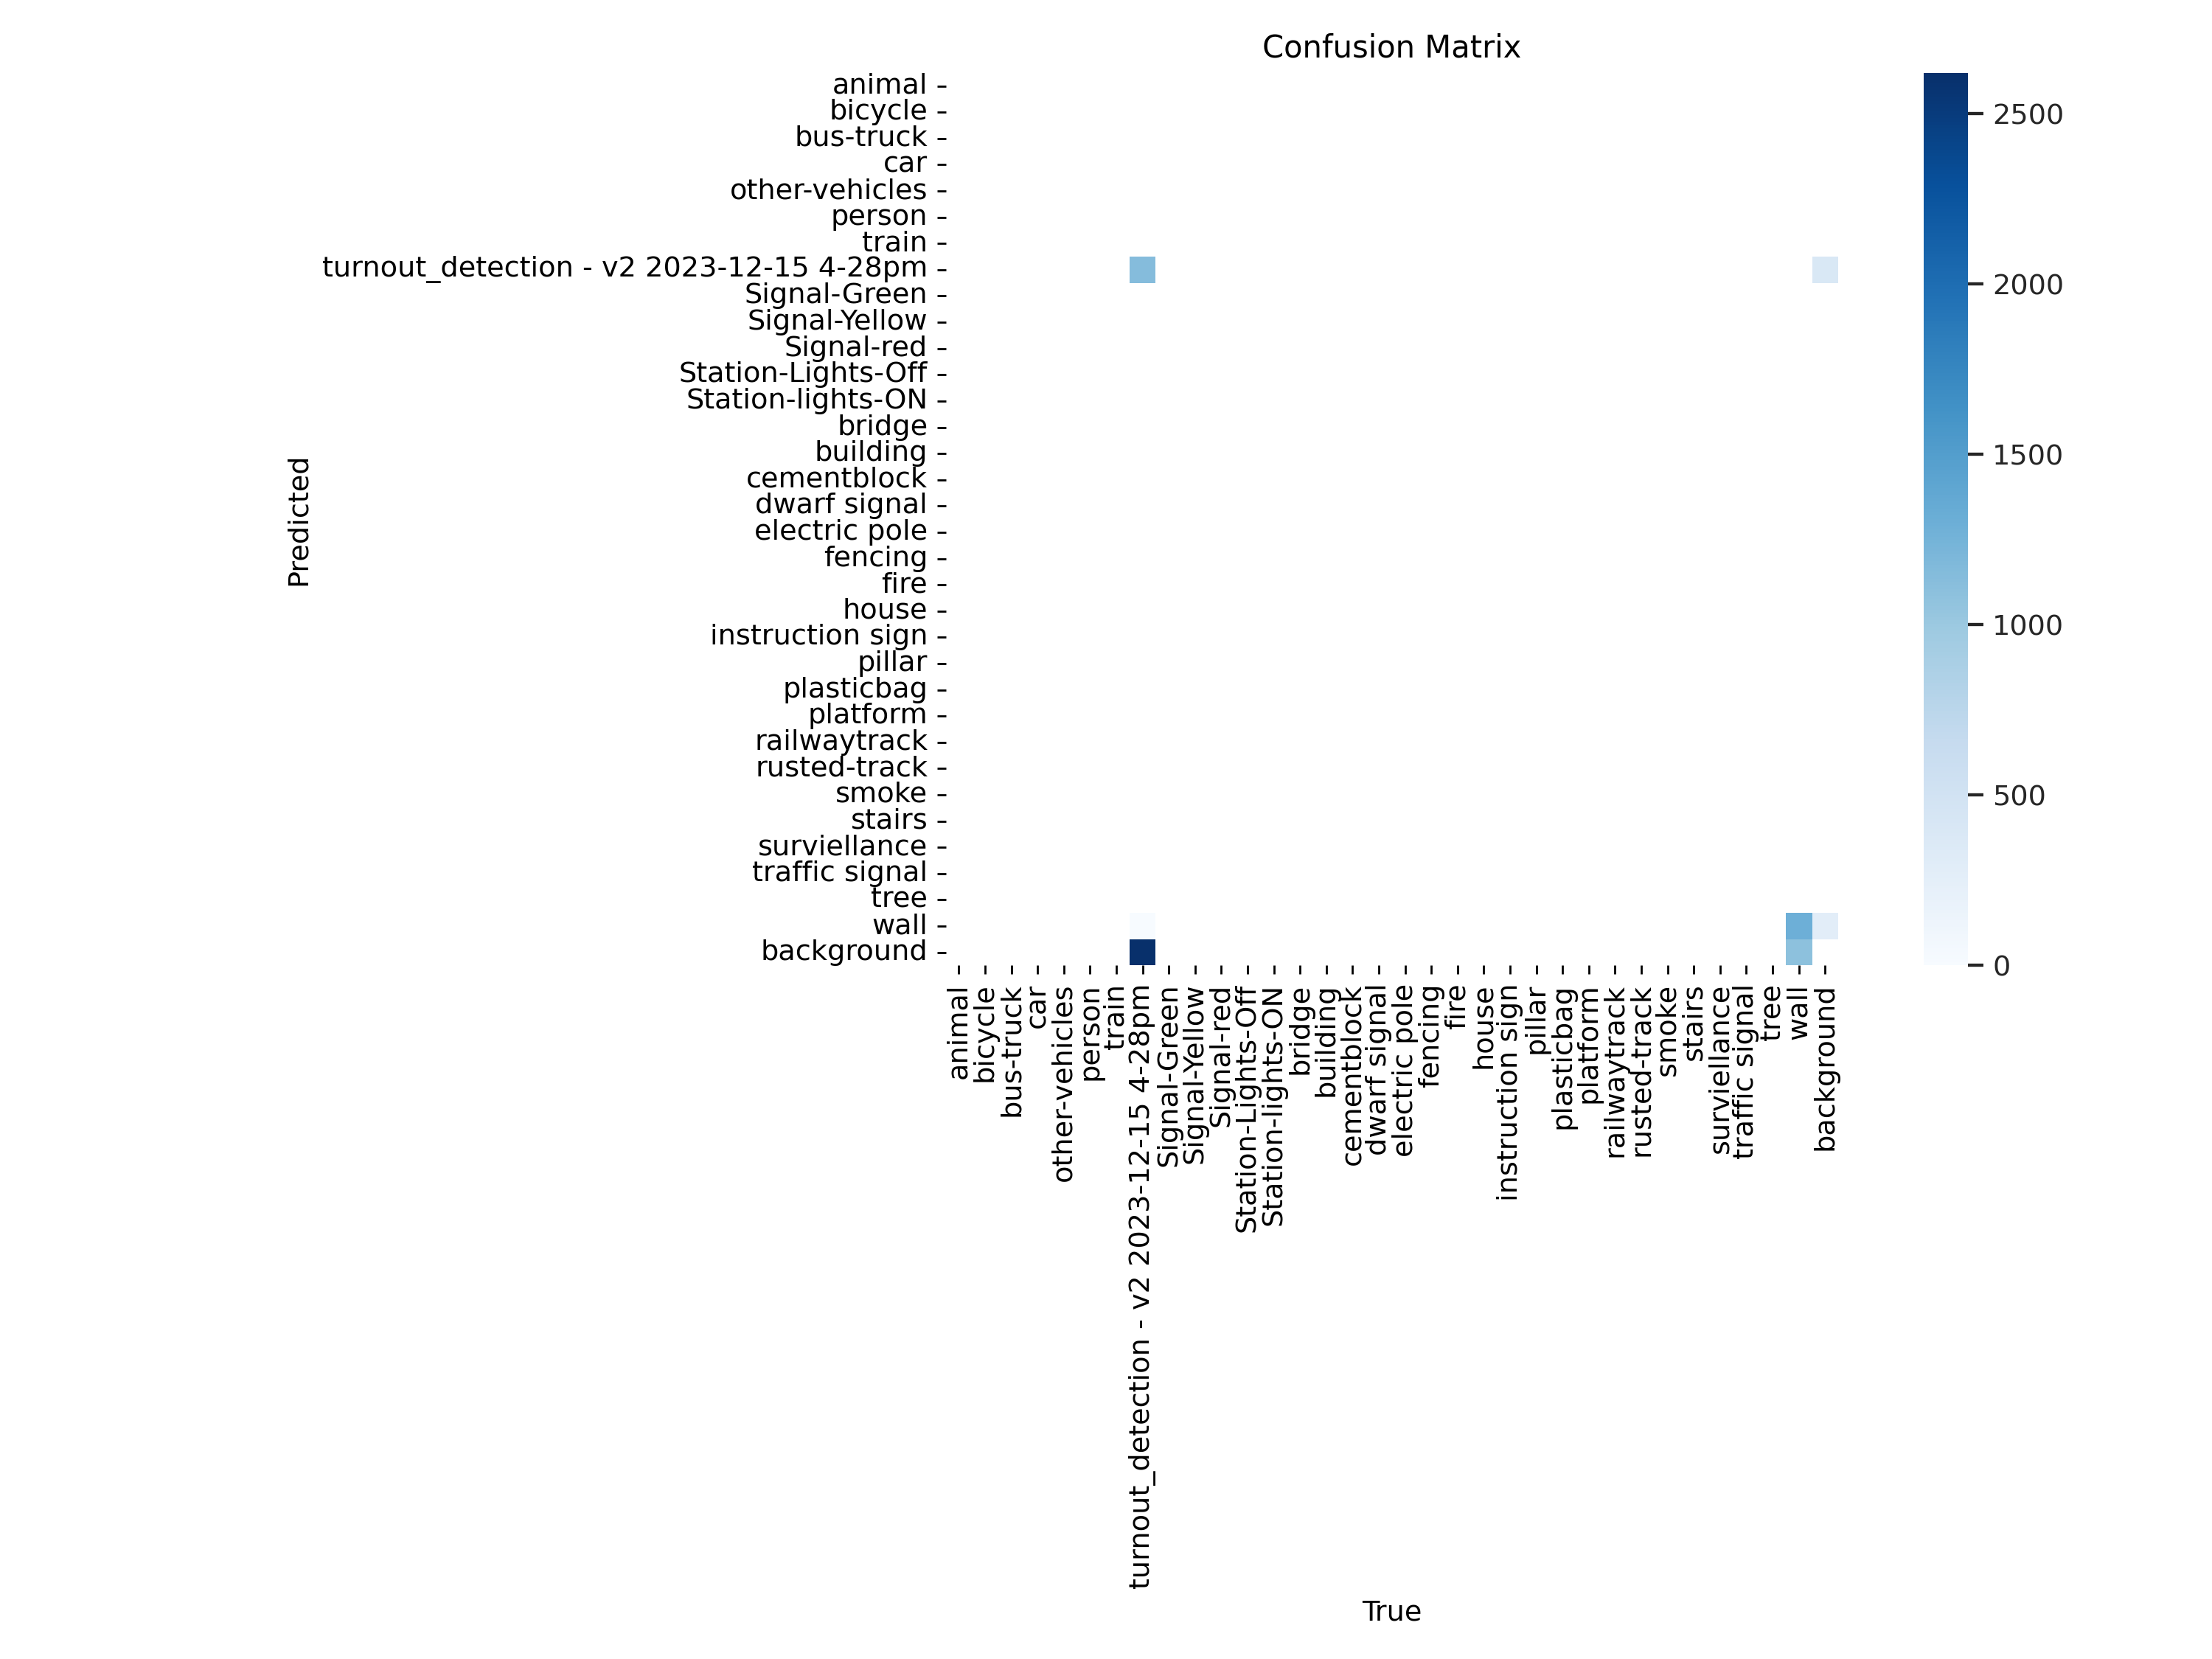 Confusion Matrix
animal
bicycle
bus-truck
car
other-vehicles
person
train
turnout_detection - v2 2023-12-15 4-28pm
Signal-Green
Signal-Yellow
Signal-red
Station-Lights-Off
Station-lights-ON
bridge
building
cementblock
dwarf signal
electric pole
fencing
fire
house
instruction sign
pillar
plasticbag
platform
railwaytrack
rusted-track
smoke
stairs
surviellance
traffic signal
tree
wall
background
Predicted
2500
2000
1500
1000
500
0
animal
bicycle
bus-truck
car
other-vehicles
person
train
turnout_detection - v2 2023-12-15 4-28pm
Signal-Green
Signal-Yellow
Signal-red
Station-Lights-Off
Station-lights-ON
bridge
building
cementblock
dwarf signal
electric pole
fencing
fire
house
instruction sign
pillar
plasticbag
platform
railwaytrack
rusted-track
smoke
stairs
surviellance
traffic signal
tree
wall
background
True